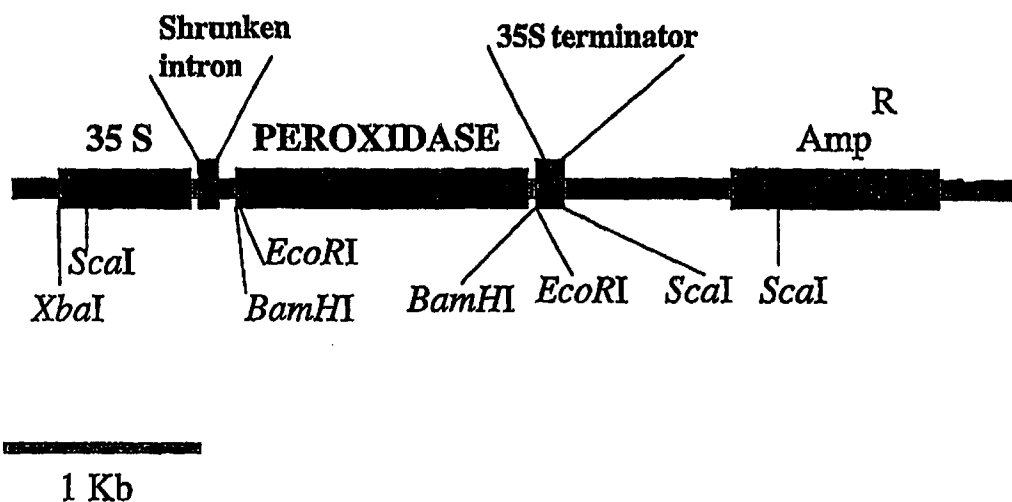 Shrunken
intron
35S terminator
R
35 S
PEROXIDASE
Amp
EcoRI
ScaI
XbaI
BamHI
BamHI
EcoRI
ScaI
ScaI
1 Kb